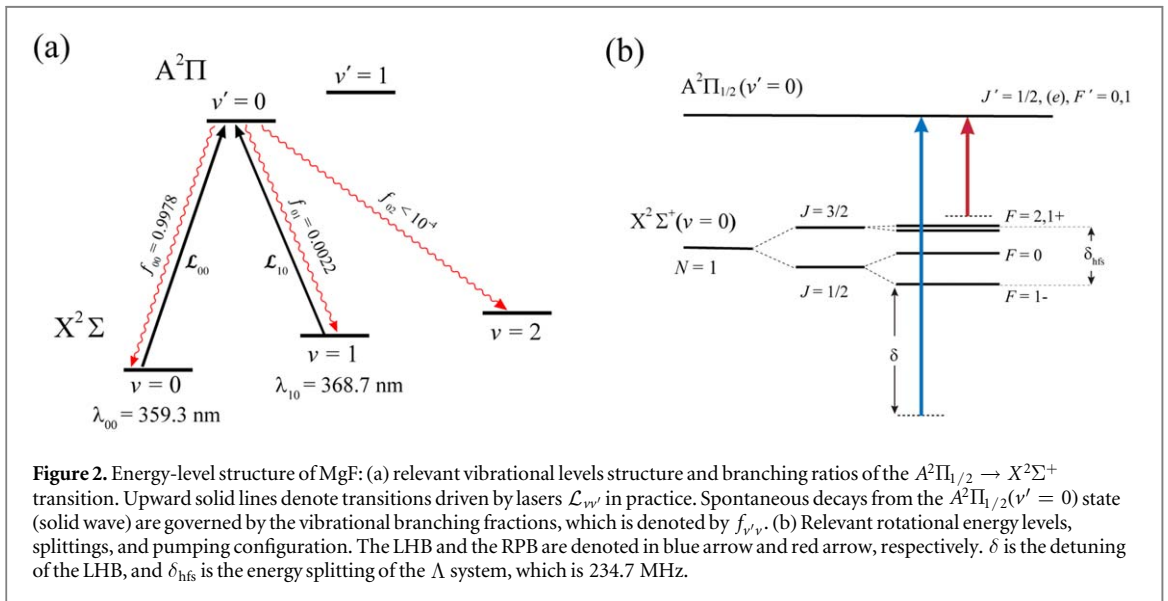 (a)
A²Π
v′ = 1
v′ = 0
f₀₀ = 0.9978
𝓛₀₀
𝓛₁₀
f₀₁ = 0.0022
f₀₂ < 10⁻⁴
X²Σ
v = 0
v = 1
v = 2
λ₀₀ = 359.3 nm
λ₁₀ = 368.7 nm
(b)
A²Π₁/₂(v′ = 0)
J′ = 1/2, (e), F′ = 0,1
X²Σ⁺(v = 0)
N = 1
J = 3/2
J = 1/2
F = 2,1+
F = 0
F = 1-
δhfs
δ
Figure 2. Energy-level structure of MgF: (a) relevant vibrational levels structure and branching ratios of the A²Π₁/₂ → X²Σ⁺
transition. Upward solid lines denote transitions driven by lasers 𝓛vv′ in practice. Spontaneous decays from the A²Π₁/₂(v′ = 0) state
(solid wave) are governed by the vibrational branching fractions, which is denoted by fv′v. (b) Relevant rotational energy levels,
splittings, and pumping configuration. The LHB and the RPB are denoted in blue arrow and red arrow, respectively. δ is the detuning
of the LHB, and δhfs is the energy splitting of the Λ system, which is 234.7 MHz.